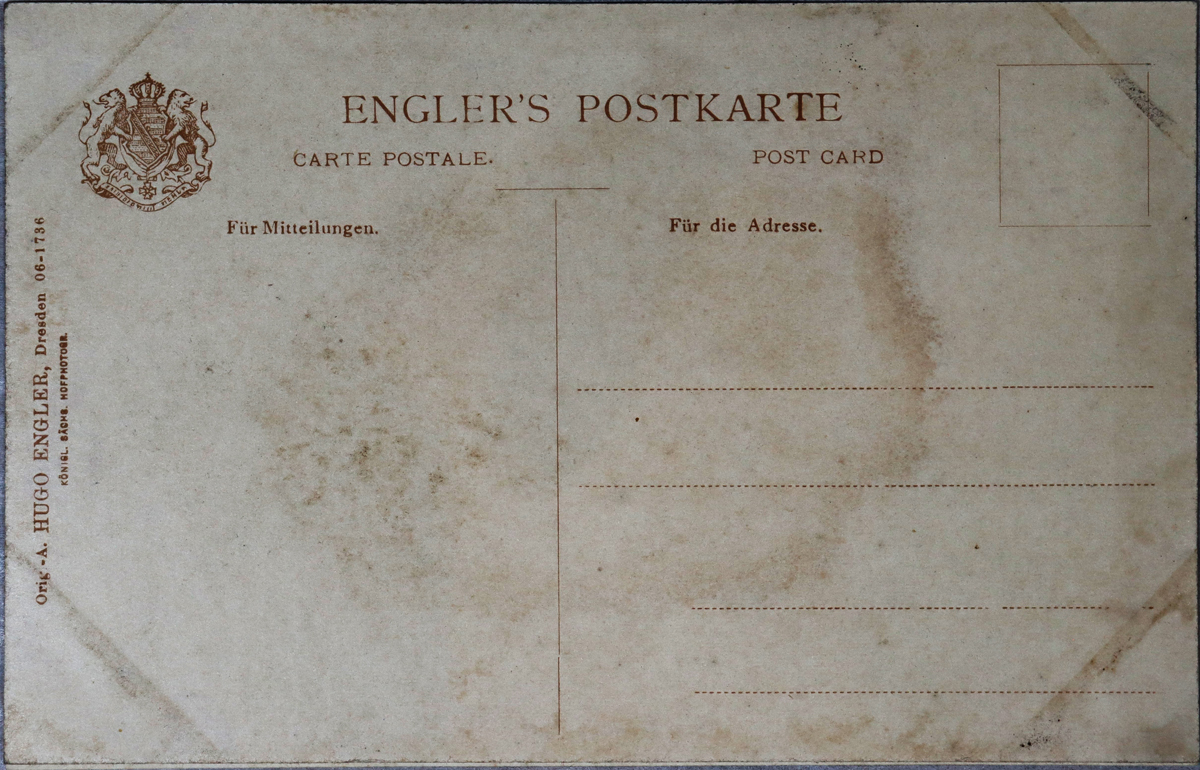 ENGLER'S POSTKARTE
CARTE POSTALE. POST CARD
Für Mitteilungen. Für die Adresse.
Orig.-A. HUGO ENGLER, Dresden 06-1736
KÖNIGL. SÄCHS. HOFPHOTOGR.